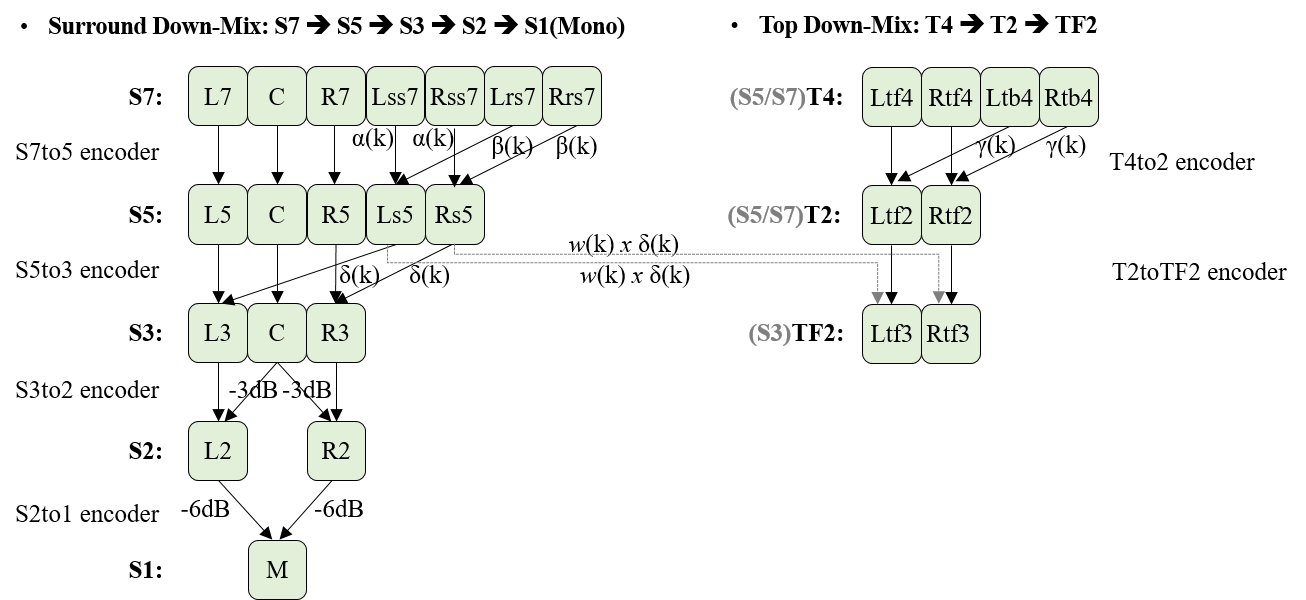 • Surround Down-Mix: S7 ➔ S5 ➔ S3 ➔ S2 ➔ S1(Mono)
• Top Down-Mix: T4 ➔ T2 ➔ TF2
S7: L7 C R7 Lss7 Rss7 Lrs7 Rrs7
(S5/S7)T4: Ltf4 Rtf4 Ltb4 Rtb4
S7to5 encoder
α(k) α(k) β(k) β(k)
γ(k) γ(k)
T4to2 encoder
S5: L5 C R5 Ls5 Rs5
(S5/S7)T2: Ltf2 Rtf2
S5to3 encoder
δ(k) δ(k)
w(k) x δ(k)
w(k) x δ(k)
T2toTF2 encoder
S3: L3 C R3
(S3)TF2: Ltf3 Rtf3
S3to2 encoder
-3dB -3dB
S2: L2 R2
S2to1 encoder
-6dB -6dB
S1: M